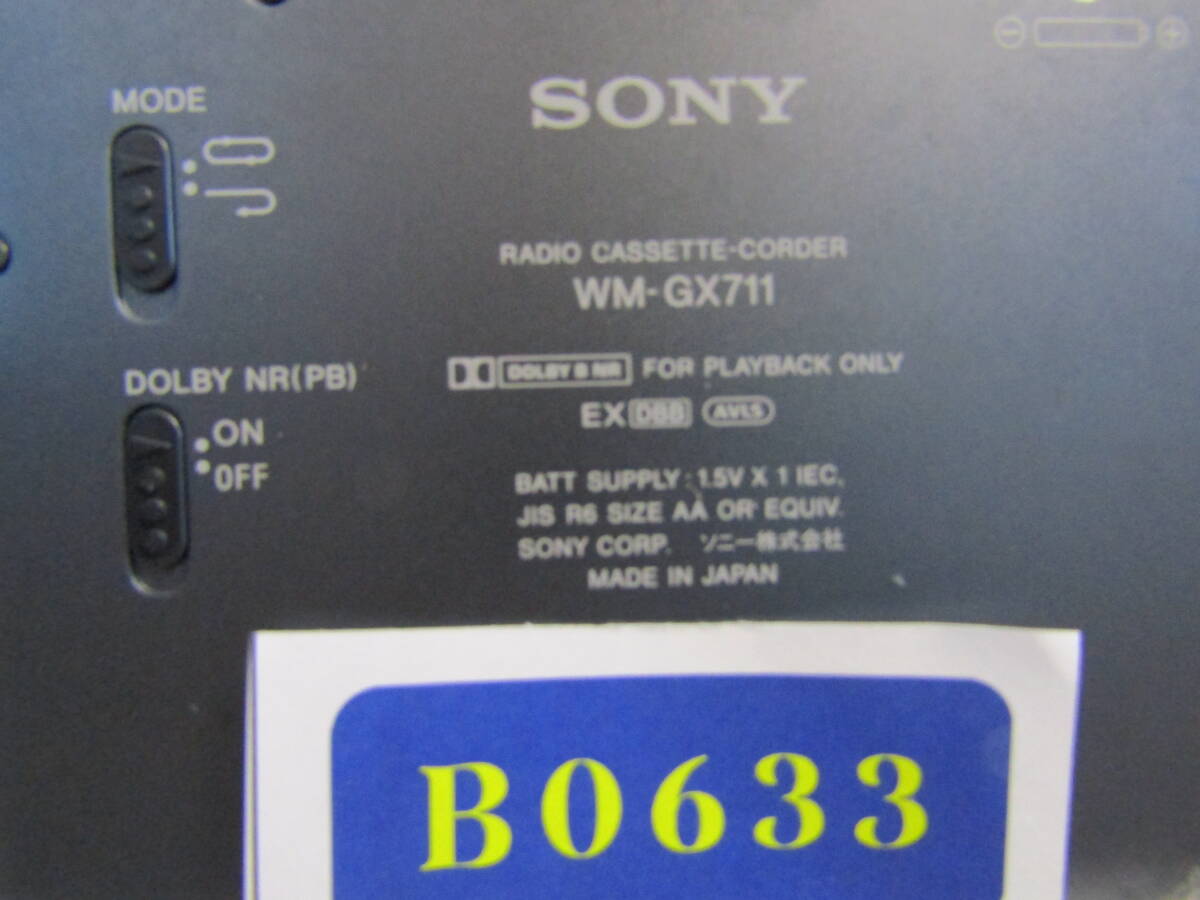 MODE
SONY
RADIO CASSETTE-CORDER
WM-GX711
DOLBY NR(PB)
ON
OFF
DOLBY B NR FOR PLAYBACK ONLY
EX DBB AVLS
BATT SUPPLY : 1.5V X 1 IEC,
JIS R6 SIZE AA OR EQUIV.
SONY CORP. ソニー株式会社
MADE IN JAPAN
B0633